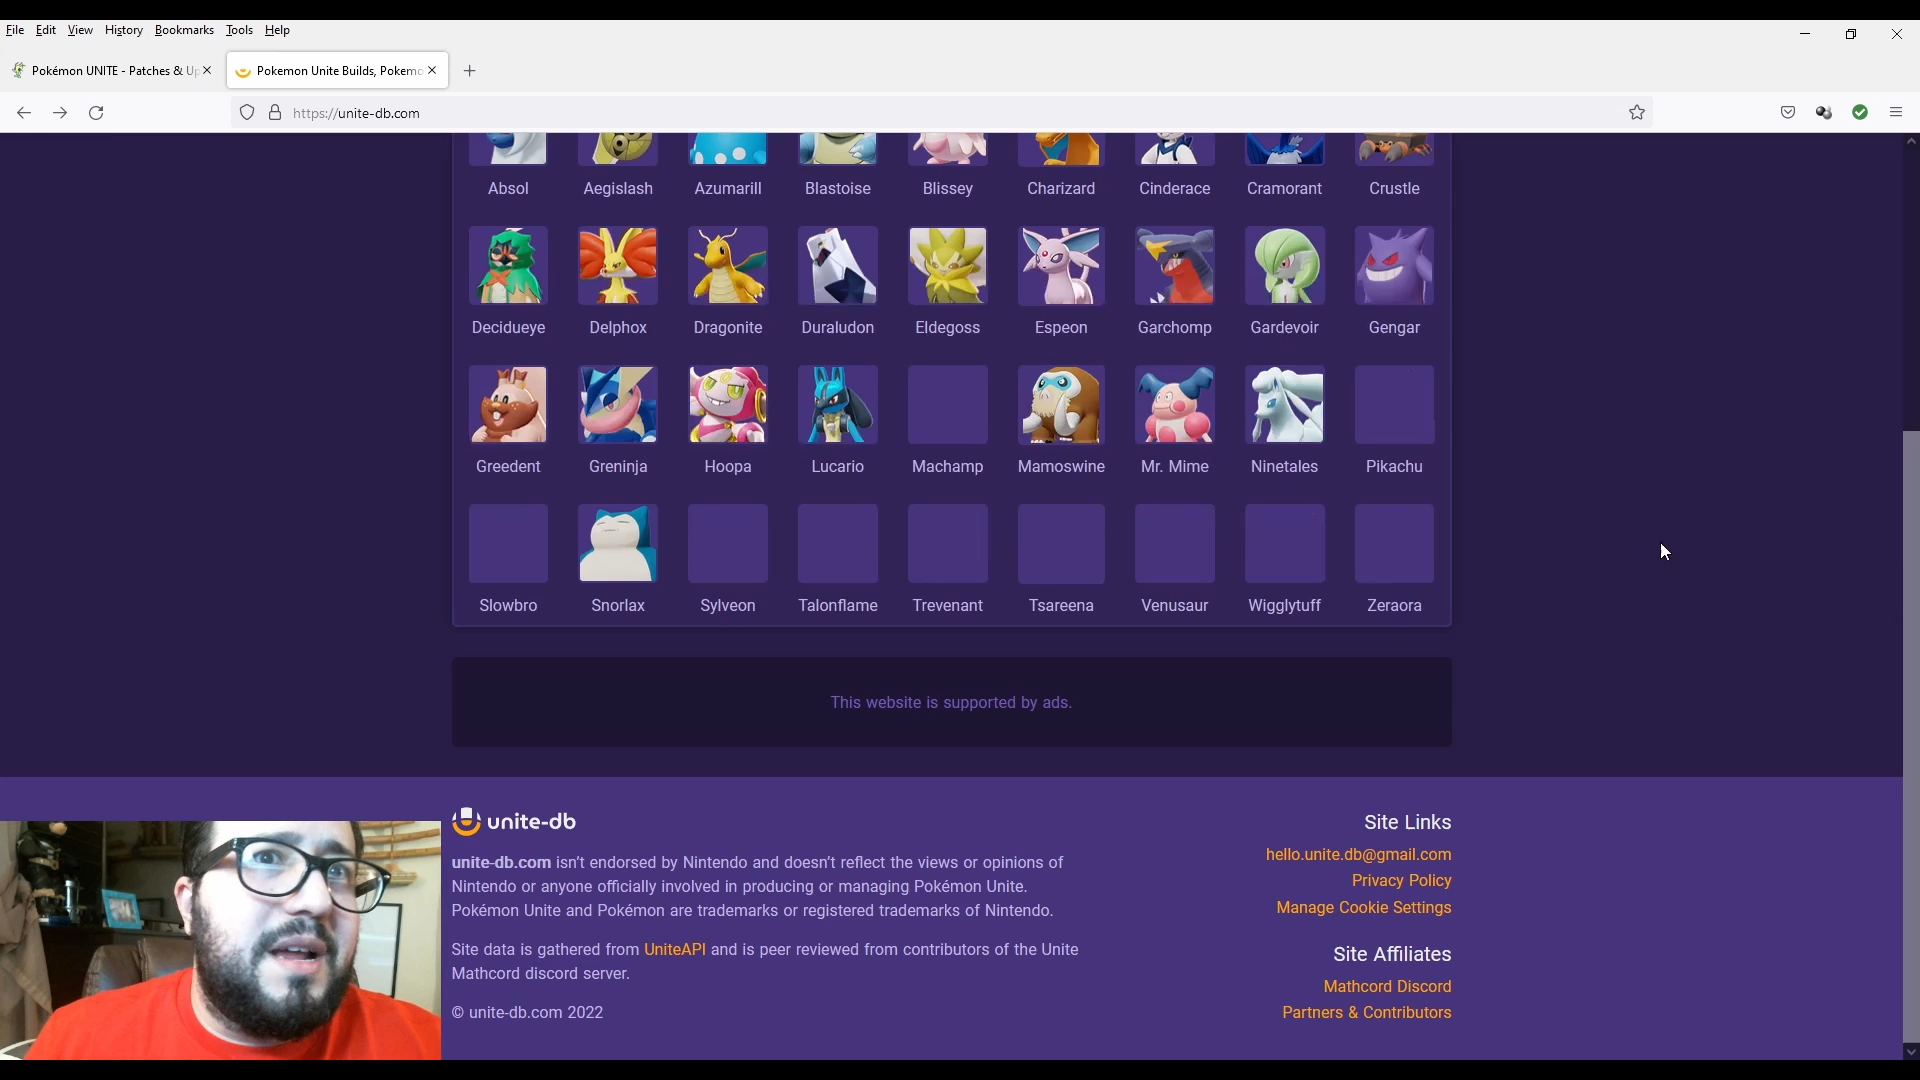 File Edit View History Bookmarks Tools Help
Pokémon UNITE - Patches & Up
Pokemon Unite Builds, Pokemo
https://unite-db.com
Absol Aegislash Azumarill Blastoise Blissey Charizard Cinderace Cramorant Crustle
Decidueye Delphox Dragonite Duraludon Eldegoss Espeon Garchomp Gardevoir Gengar
Greedent Greninja Hoopa Lucario Machamp Mamoswine Mr. Mime Ninetales Pikachu
Slowbro Snorlax Sylveon Talonflame Trevenant Tsareena Venusaur Wigglytuff Zeraora
This website is supported by ads.
unite-db
unite-db.com isn't endorsed by Nintendo and doesn't reflect the views or opinions of
Nintendo or anyone officially involved in producing or managing Pokémon Unite.
Pokémon Unite and Pokémon are trademarks or registered trademarks of Nintendo.
Site data is gathered from UniteAPI and is peer reviewed from contributors of the Unite
Mathcord discord server.
© unite-db.com 2022
Site Links
hello.unite.db@gmail.com
Privacy Policy
Manage Cookie Settings
Site Affiliates
Mathcord Discord
Partners & Contributors